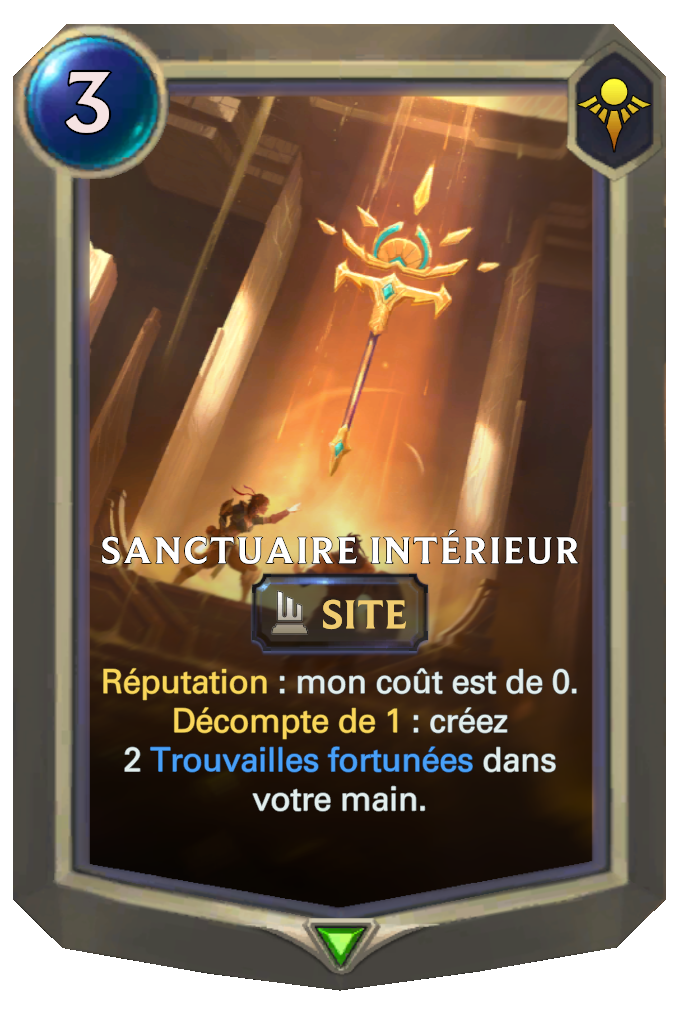 3
SANCTUAIRE INTÉRIEUR
SITE
Réputation : mon coût est de 0.
Décompte de 1 : créez
2 Trouvailles fortunées dans
votre main.